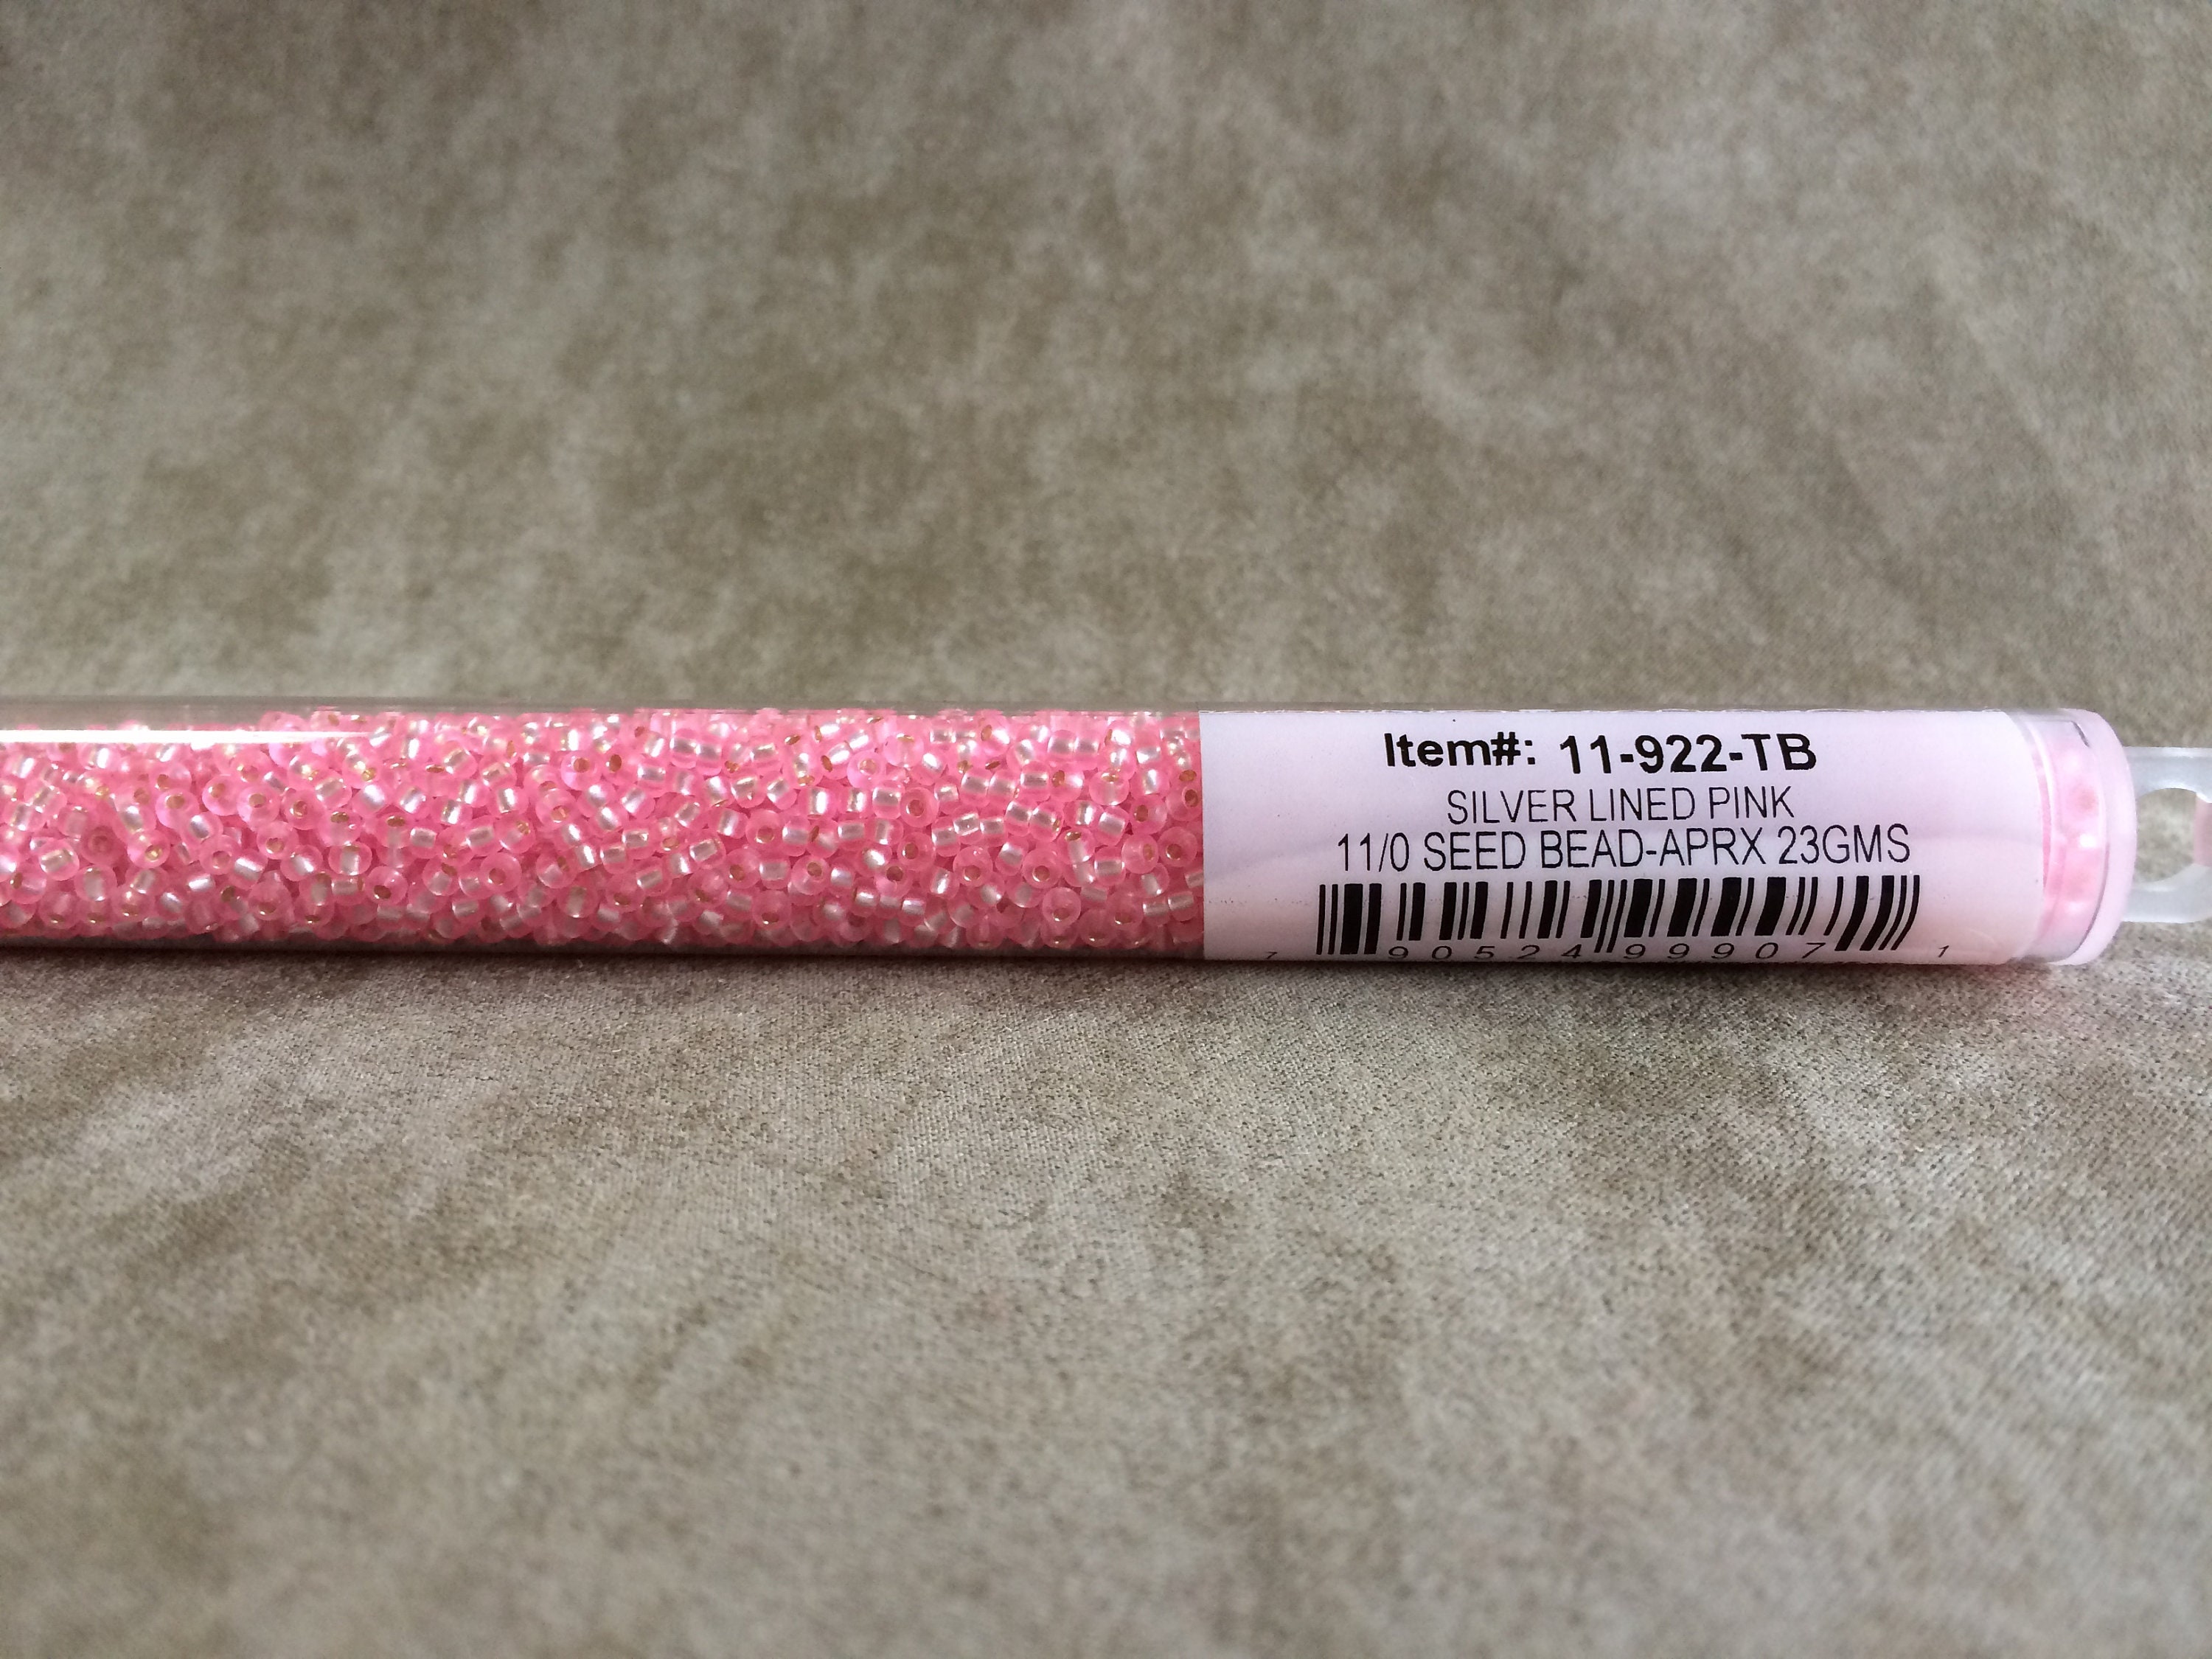 Item#: 11-922-TB
SILVER LINED PINK
11/0 SEED BEAD-APRX 23GMS
7 90524 99907 1